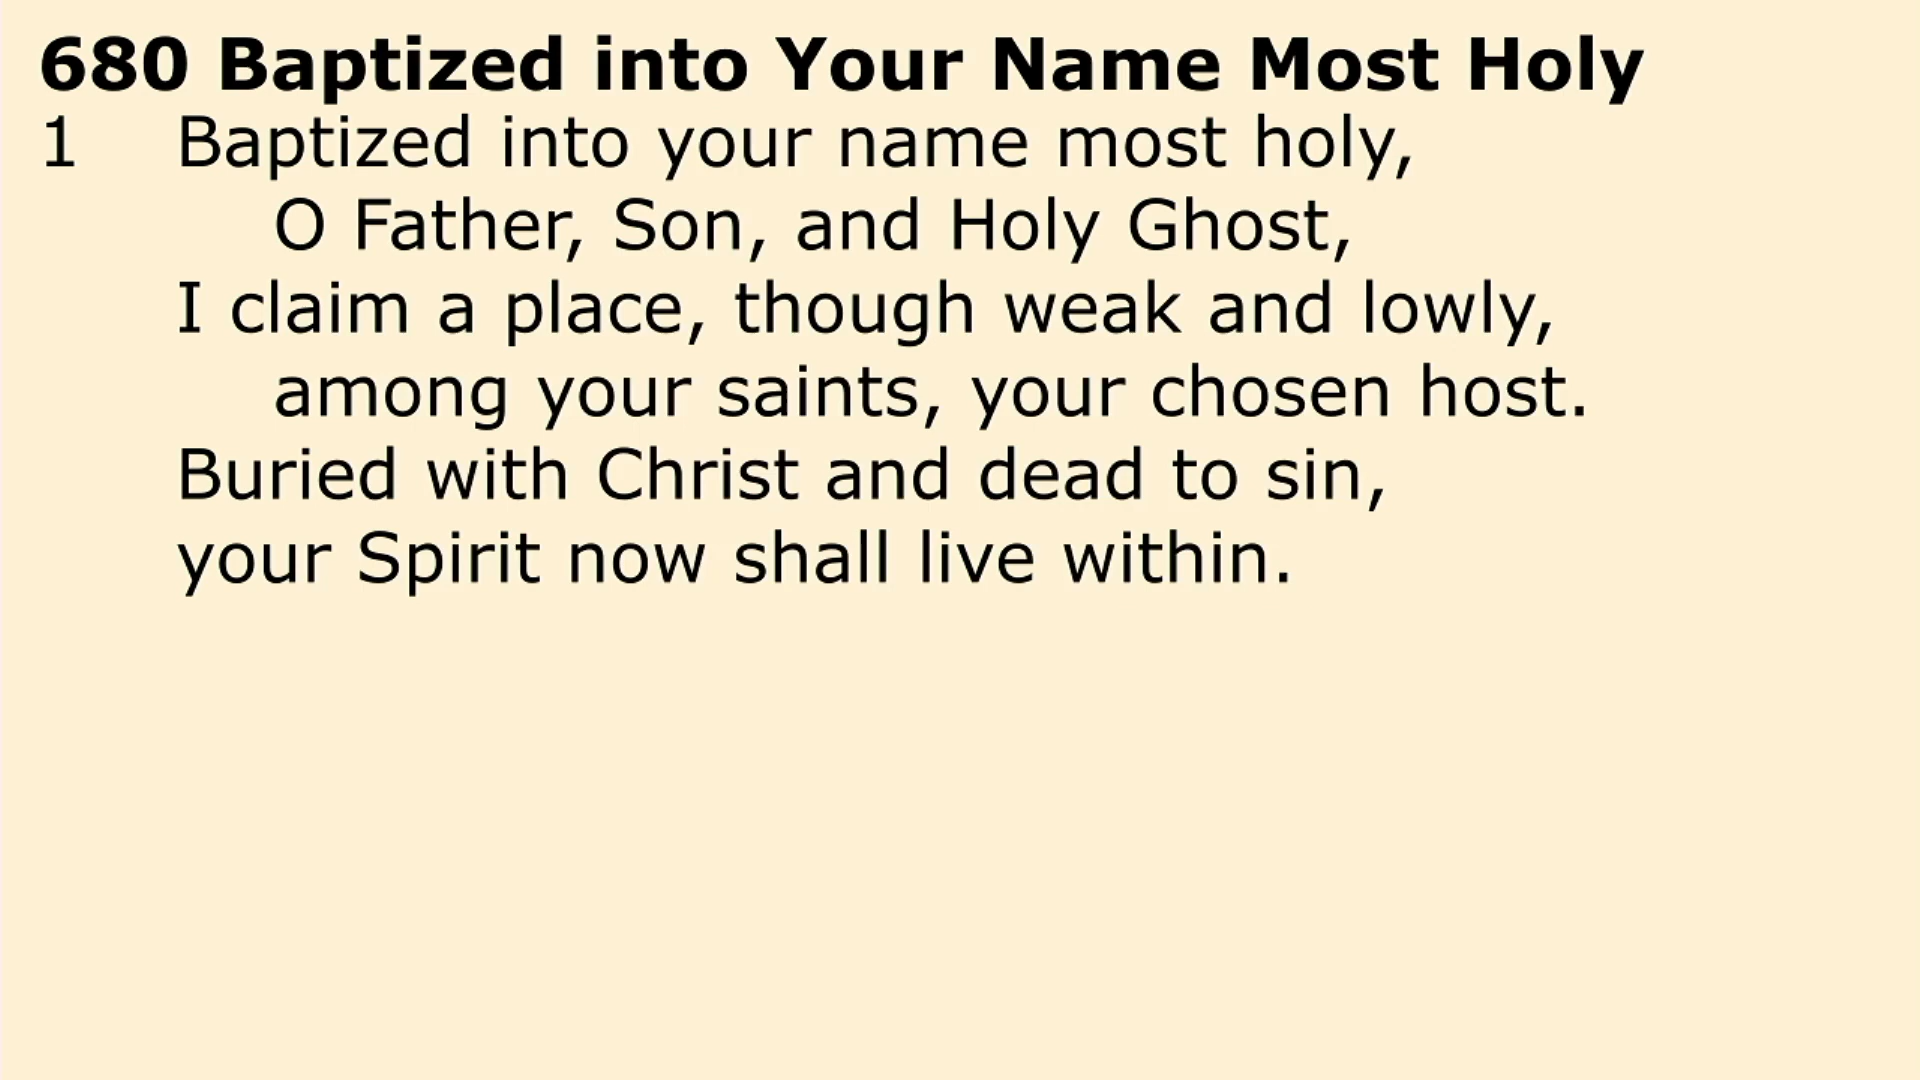 680 Baptized into Your Name Most Holy
1 Baptized into your name most holy,
O Father, Son, and Holy Ghost,
I claim a place, though weak and lowly,
among your saints, your chosen host.
Buried with Christ and dead to sin,
your Spirit now shall live within.